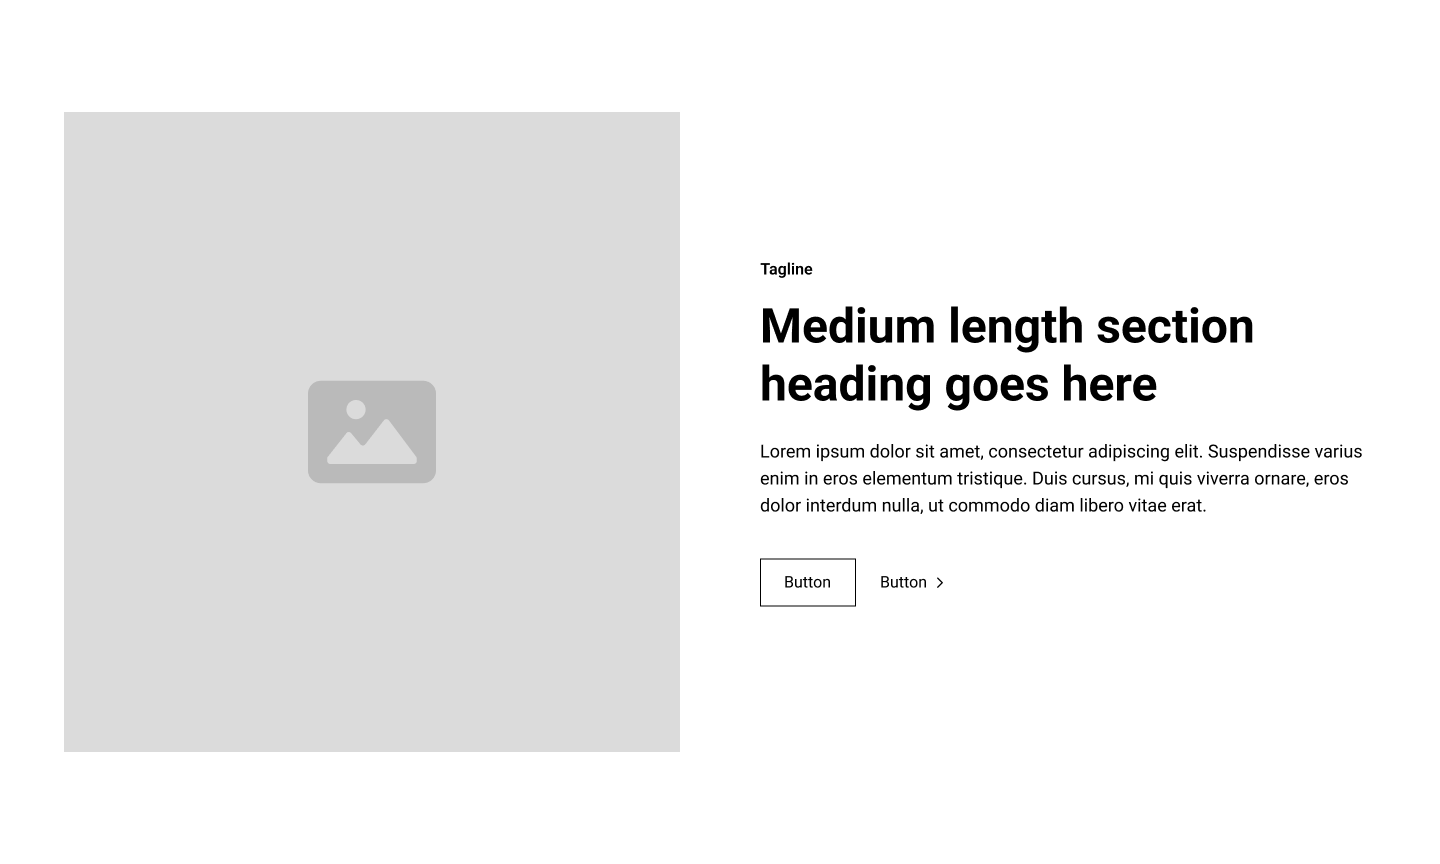 Tagline
Medium length section
heading goes here
Lorem ipsum dolor sit amet, consectetur adipiscing elit. Suspendisse varius
enim in eros elementum tristique. Duis cursus, mi quis viverra ornare, eros
dolor interdum nulla, ut commodo diam libero vitae erat.
Button Button